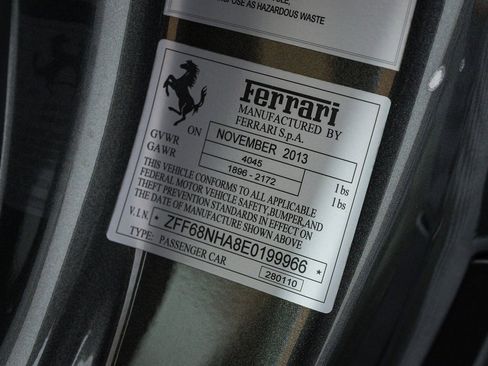 DISPOSE AS HAZARDOUS WASTE
Ferrari
MANUFACTURED BY
FERRARI S.p.A.
ON NOVEMBER 2013
GVWR 4045 lbs
GAWR 1896 - 2172 lbs
THIS VEHICLE CONFORMS TO ALL APPLICABLE
FEDERAL MOTOR VEHICLE SAFETY, BUMPER, AND
THEFT PREVENTION STANDARDS IN EFFECT ON
THE DATE OF MANUFACTURE SHOWN ABOVE
V.I.N. * ZFF68NHA8E0199966 *
TYPE: PASSENGER CAR 280110